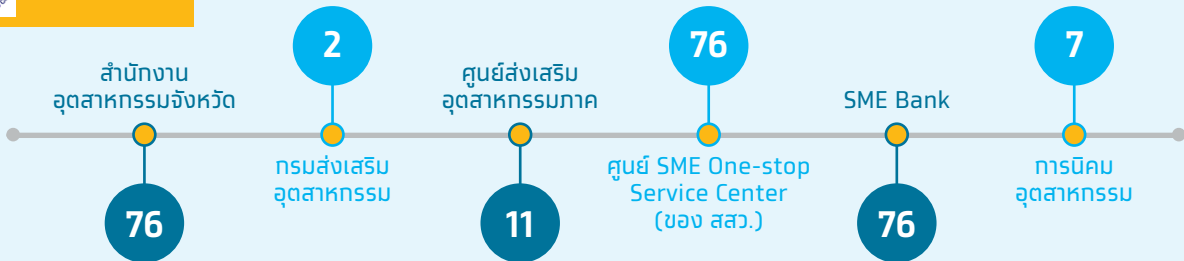 สำนักงาน
อุตสาหกรรมจังหวัด
76
2
กรมส่งเสริม
อุตสาหกรรม
ศูนย์ส่งเสริม
อุตสาหกรรมภาค
11
76
ศูนย์ SME One-stop
Service Center
(ของ สสว.)
SME Bank
76
7
การนิคม
อุตสาหกรรม